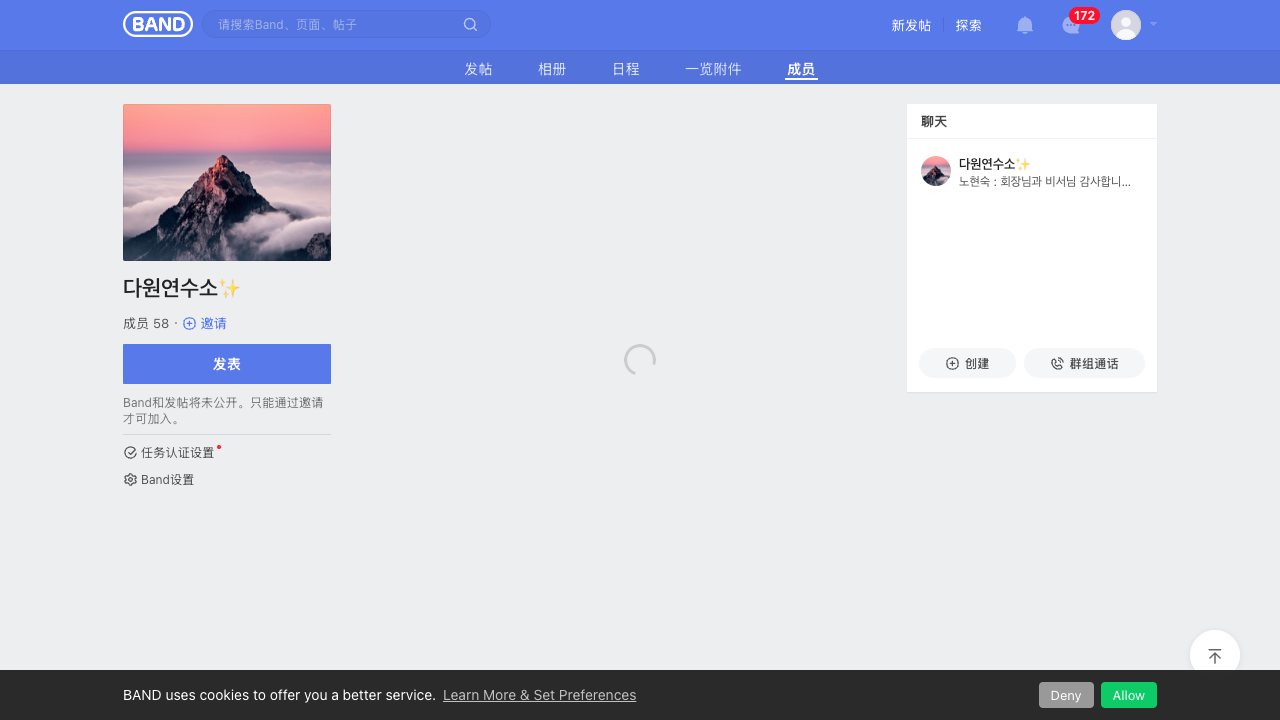 BAND
请搜索Band、页面、帖子
新发帖
探索
172
发帖
相册
日程
一览附件
成员
다원연수소✨
成员 58 · 邀请
发表
Band和发帖将未公开。只能通过邀请
才可加入。
任务认证设置
Band设置
聊天
다원연수소✨
노현숙 : 회장님과 비서님 감사합니...
创建
群组通话
BAND uses cookies to offer you a better service. Learn More & Set Preferences
Deny
Allow